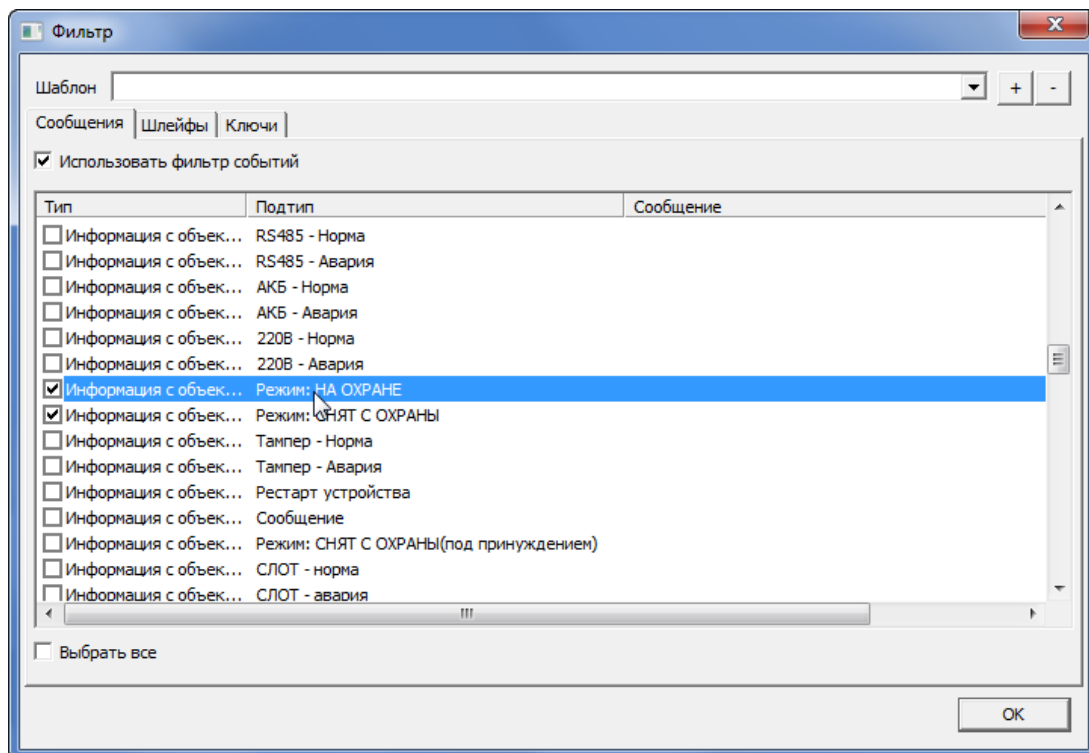 Фильтр
Шаблон + -
Сообщения Шлейфы Ключи
Использовать фильтр событий
Тип Подтип Сообщение
Информация с объек... RS485 - Норма
Информация с объек... RS485 - Авария
Информация с объек... АКБ - Норма
Информация с объек... АКБ - Авария
Информация с объек... 220В - Норма
Информация с объек... 220В - Авария
Информация с объек... Режим: НА ОХРАНЕ
Информация с объек... Режим: СНЯТ С ОХРАНЫ
Информация с объек... Тампер - Норма
Информация с объек... Тампер - Авария
Информация с объек... Рестарт устройства
Информация с объек... Сообщение
Информация с объек... Режим: СНЯТ С ОХРАНЫ(под принуждением)
Информация с объек... СЛОТ - норма
Информация с объек... СЛОТ - авария
Выбрать все
ОК